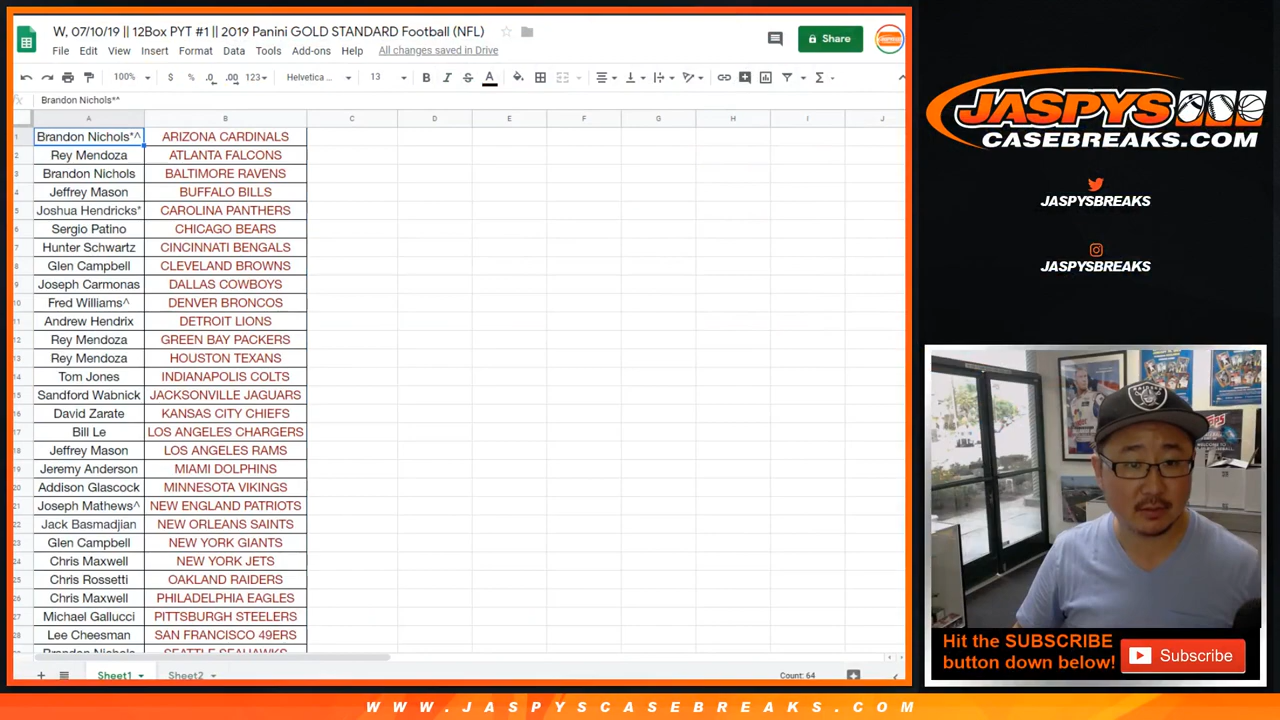 W, 07/10/19 || 12Box PYT #1 || 2019 Panini GOLD STANDARD Football (NFL)
File Edit View Insert Format Data Tools Add-ons Help All changes saved in Drive
Share
100% $ % .0 .00 123 Helvetica... 13 B I S A
fx Brandon Nichols*^
A B C D E F G H I J
1 Brandon Nichols*^ ARIZONA CARDINALS
2 Rey Mendoza ATLANTA FALCONS
3 Brandon Nichols BALTIMORE RAVENS
4 Jeffrey Mason BUFFALO BILLS
5 Joshua Hendricks* CAROLINA PANTHERS
6 Sergio Patino CHICAGO BEARS
7 Hunter Schwartz CINCINNATI BENGALS
8 Glen Campbell CLEVELAND BROWNS
9 Joseph Carmonas DALLAS COWBOYS
10 Fred Williams^ DENVER BRONCOS
11 Andrew Hendrix DETROIT LIONS
12 Rey Mendoza GREEN BAY PACKERS
13 Rey Mendoza HOUSTON TEXANS
14 Tom Jones INDIANAPOLIS COLTS
15 Sandford Wabnick JACKSONVILLE JAGUARS
16 David Zarate KANSAS CITY CHIEFS
17 Bill Le LOS ANGELES CHARGERS
18 Jeffrey Mason LOS ANGELES RAMS
19 Jeremy Anderson MIAMI DOLPHINS
20 Addison Glascock MINNESOTA VIKINGS
21 Joseph Mathews^ NEW ENGLAND PATRIOTS
22 Jack Basmadjian NEW ORLEANS SAINTS
23 Glen Campbell NEW YORK GIANTS
24 Chris Maxwell NEW YORK JETS
25 Chris Rossetti OAKLAND RAIDERS
26 Chris Maxwell PHILADELPHIA EAGLES
27 Michael Gallucci PITTSBURGH STEELERS
28 Lee Cheesman SAN FRANCISCO 49ERS
Brandon Nichols SEATTLE SEAHAWKS
Sheet1 Sheet2 Count: 64
JASPYS
CASEBREAKS.COM
JASPYSBREAKS
JASPYSBREAKS
RAIDERS
TOPPS
Hit the SUBSCRIBE
button down below!
Subscribe
WWW.JASPYSCASEBREAKS.COM